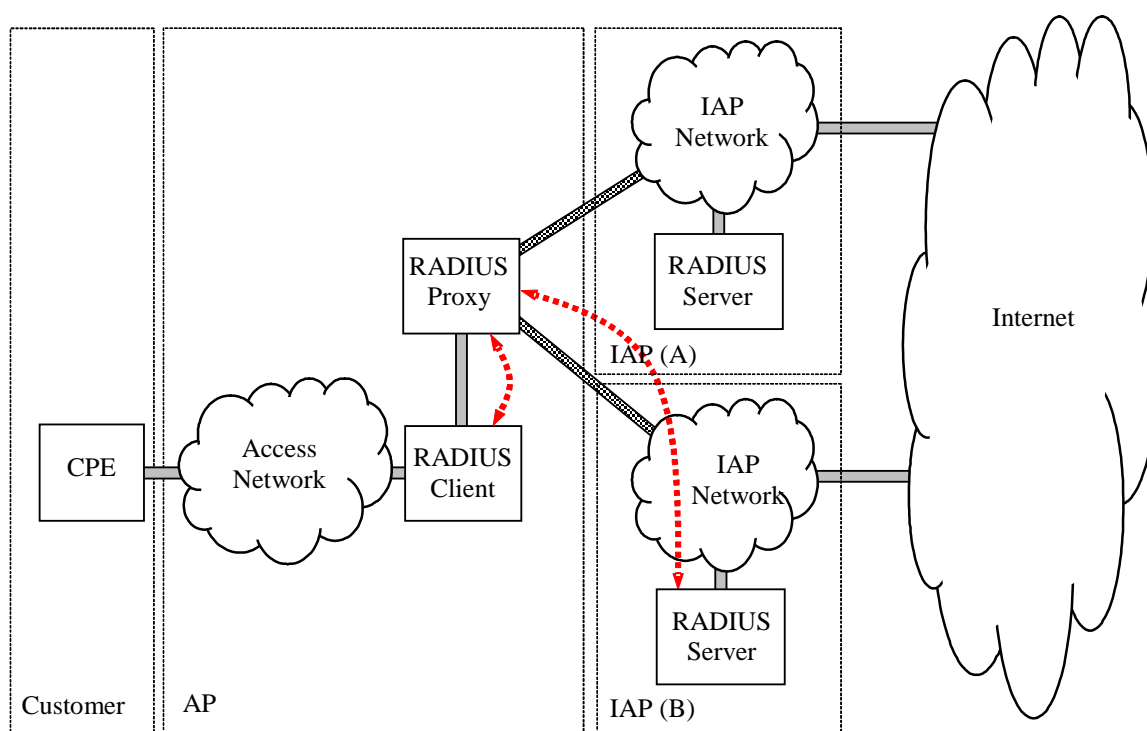 IAP
Network
RADIUS
Proxy
RADIUS
Server
Internet
IAP (A)
CPE
Access
Network
RADIUS
Client
IAP
Network
RADIUS
Server
Customer
AP
IAP (B)